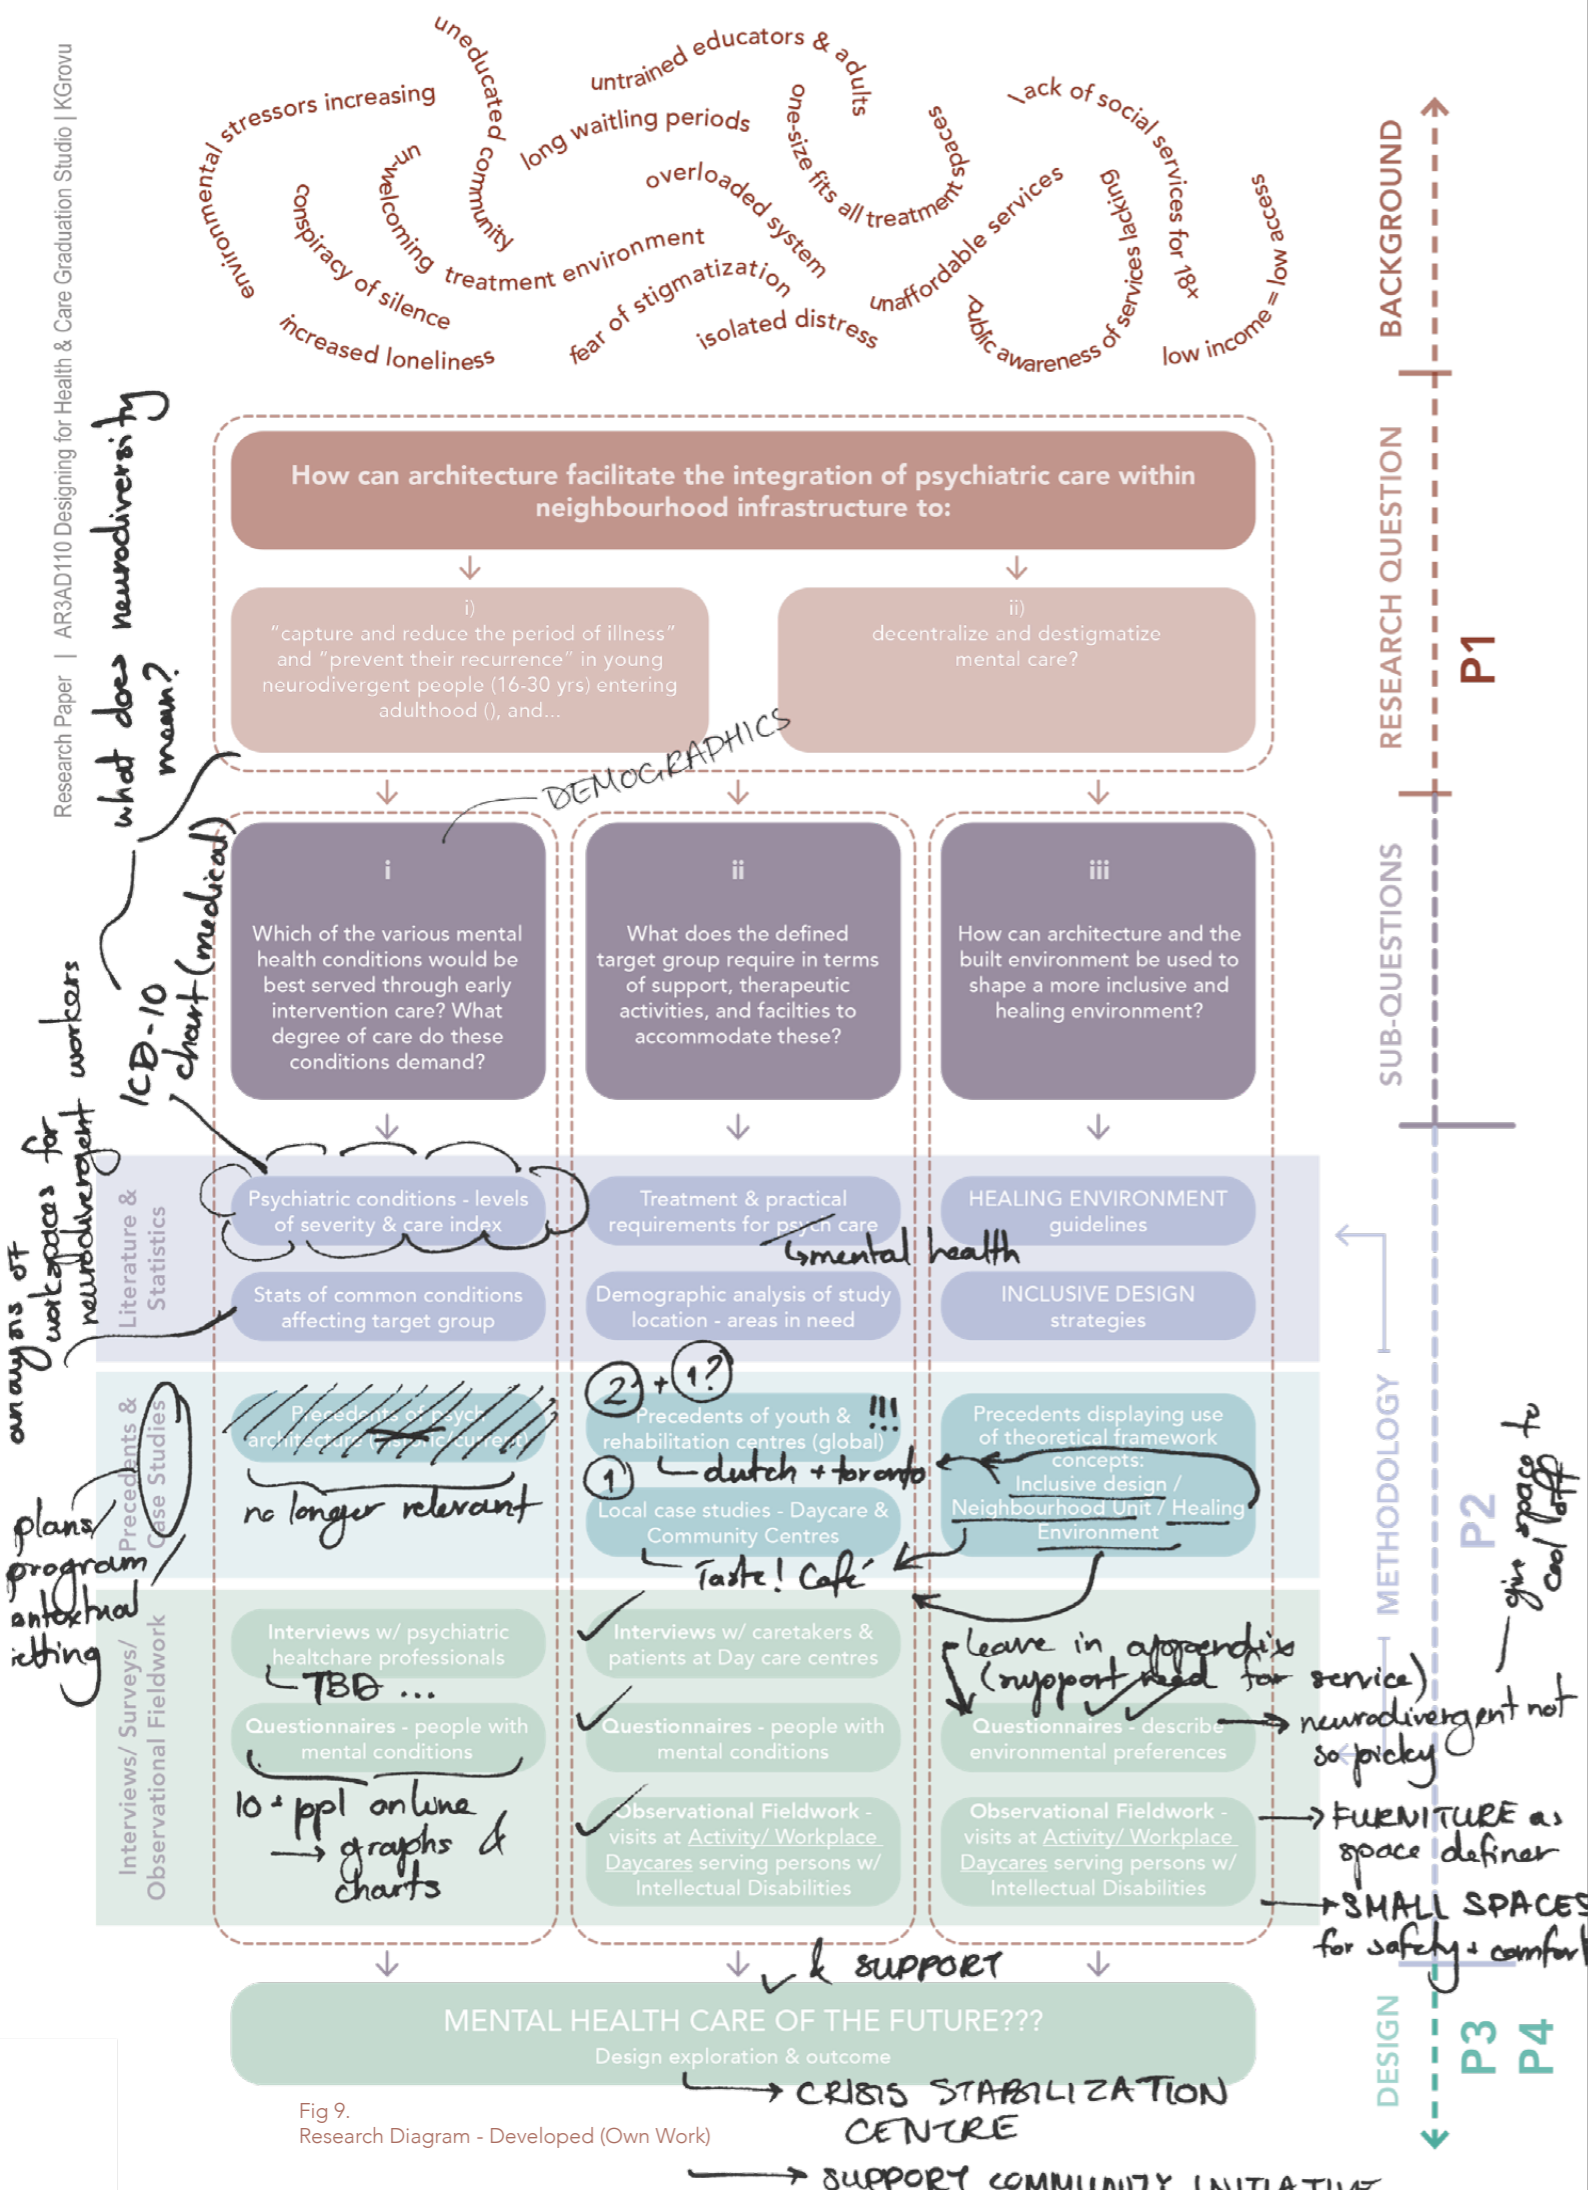 Research Paper | AR3AD110 Designing for Health & Care Graduation Studio | KGrovu
uneducated community
untrained educators & adults
environmental stressors increasing
long waitling periods
one-size fits all treatment spaces
lack of social services for 18+
un-welcoming treatment environment
overloaded system
conspiracy of silence
unaffordable services
public awareness of services lacking
low income = low access
fear of stigmatization
isolated distress
increased loneliness
BACKGROUND
what does neurodiversity
mean?
How can architecture facilitate the integration of psychiatric care within
neighbourhood infrastructure to:
i)
“capture and reduce the period of illness”
and “prevent their recurrence” in young
neurodivergent people (16-30 yrs) entering
adulthood (), and...
ii)
decentralize and destigmatize
mental care?
RESEARCH QUESTION
P1
DEMOGRAPHICS
i
Which of the various mental
health conditions would be
best served through early
intervention care? What
degree of care do these
conditions demand?
ii
What does the defined
target group require in terms
of support, therapeutic
activities, and facilties to
accommodate these?
iii
How can architecture and the
built environment be used to
shape a more inclusive and
healing environment?
SUB-QUESTIONS
ICD-10
chart (medical)
analysis of
workspaces for
neurodivergent workers
Literature &
Statistics
Psychiatric conditions - levels
of severity & care index
Treatment & practical
requirements for psych care
mental health
HEALING ENVIRONMENT
guidelines
Stats of common conditions
affecting target group
Demographic analysis of study
location - areas in need
INCLUSIVE DESIGN
strategies
METHODOLOGY
P2
Precedents &
Case Studies
plans/
program
ontextual
etting
Precedents of psych
architecture (historic/current)
no longer relevant
2 + 1?
Precedents of youth &
rehabilitation centres (global)
!!!
dutch + toronto
1
Local case studies - Daycare &
Community Centres
Taste! Café
Precedents displaying use
of theoretical framework
concepts:
Inclusive design /
Neighbourhood Unit / Healing
Environment
give space to
cool off
Interviews/ Surveys/
Observational Fieldwork
Interviews w/ psychiatric
healthcare professionals
TBD ...
Questionnaires - people with
mental conditions
10+ ppl online
graphs &
charts
Interviews w/ caretakers &
patients at Day care centres
Questionnaires - people with
mental conditions
Observational Fieldwork -
visits at Activity/ Workplace
Daycares serving persons w/
Intellectual Disabilities
leave in appendix
(support need for service)
Questionnaires - describe
environmental preferences
neurodivergent not
so picky
Observational Fieldwork -
visits at Activity/ Workplace
Daycares serving persons w/
Intellectual Disabilities
FURNITURE as
space definer
SMALL SPACES
for safety + comfort
& SUPPORT
MENTAL HEALTH CARE OF THE FUTURE???
Design exploration & outcome
DESIGN
P3
P4
CRISIS STABILIZATION
CENTRE
SUPPORT COMMUNITY INITIATIVE
Fig 9.
Research Diagram - Developed (Own Work)